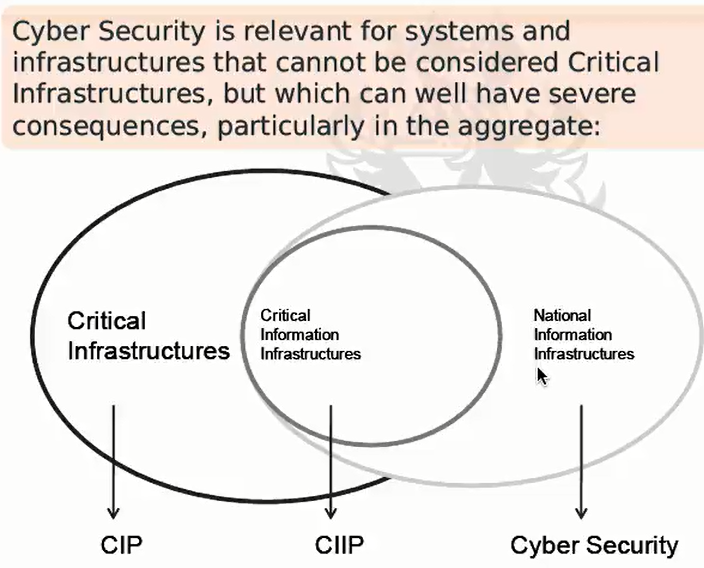 Cyber Security is relevant for systems and
infrastructures that cannot be considered Critical
Infrastructures, but which can well have severe
consequences, particularly in the aggregate:
Critical
Infrastructures
Critical
Information
Infrastructures
National
Information
Infrastructures
CIP
CIIP
Cyber Security